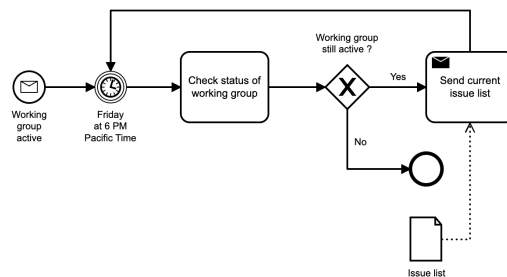 Working group
still active ?
Check status of
working group
Yes
Send current
issue list
Working
group
active
Friday
at 6 PM
Pacific Time
No
Issue list